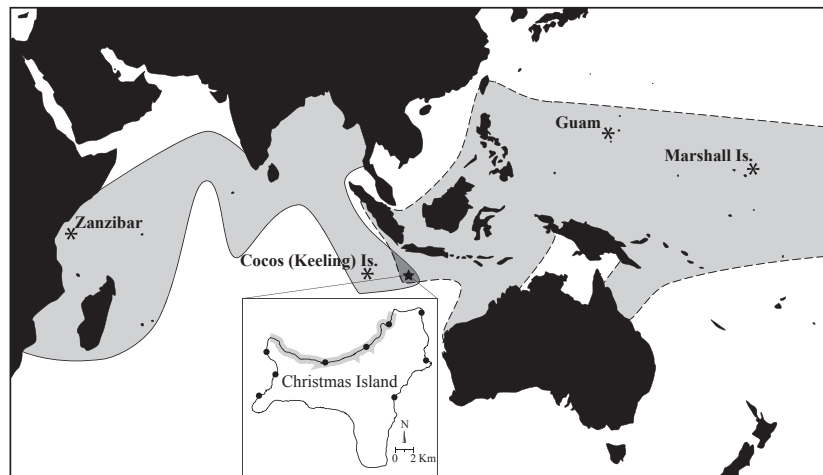 Guam
Marshall Is.
Zanzibar
Cocos (Keeling) Is.
Christmas Island
N
0 2 Km